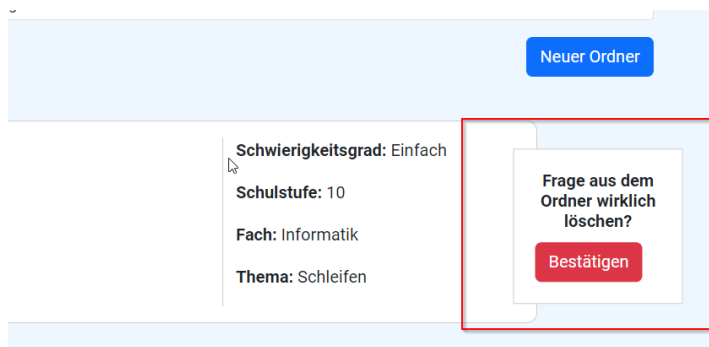 Neuer Ordner
Schwierigkeitsgrad: Einfach
Schulstufe: 10
Fach: Informatik
Thema: Schleifen
Frage aus dem
Ordner wirklich
löschen?
Bestätigen